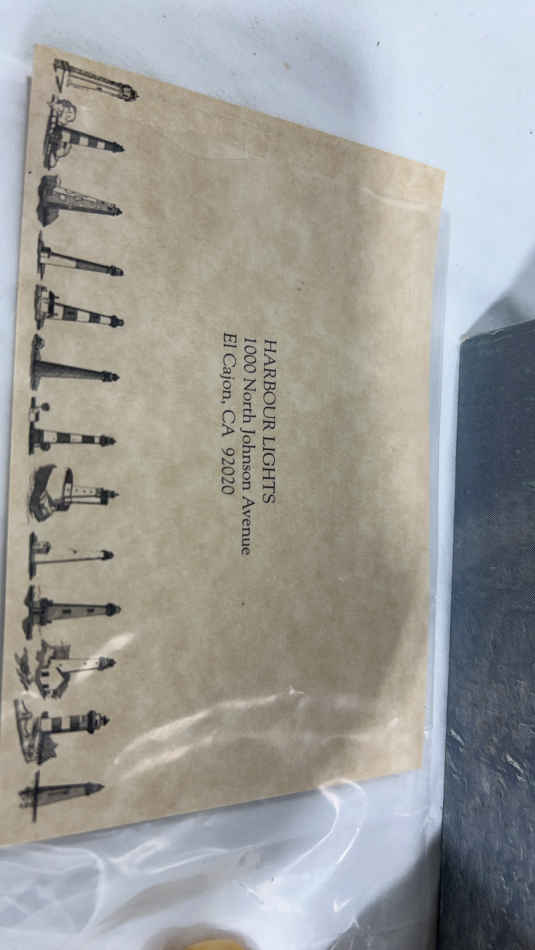 HARBOUR LIGHTS
1000 North Johnson Avenue
El Cajon, CA 92020